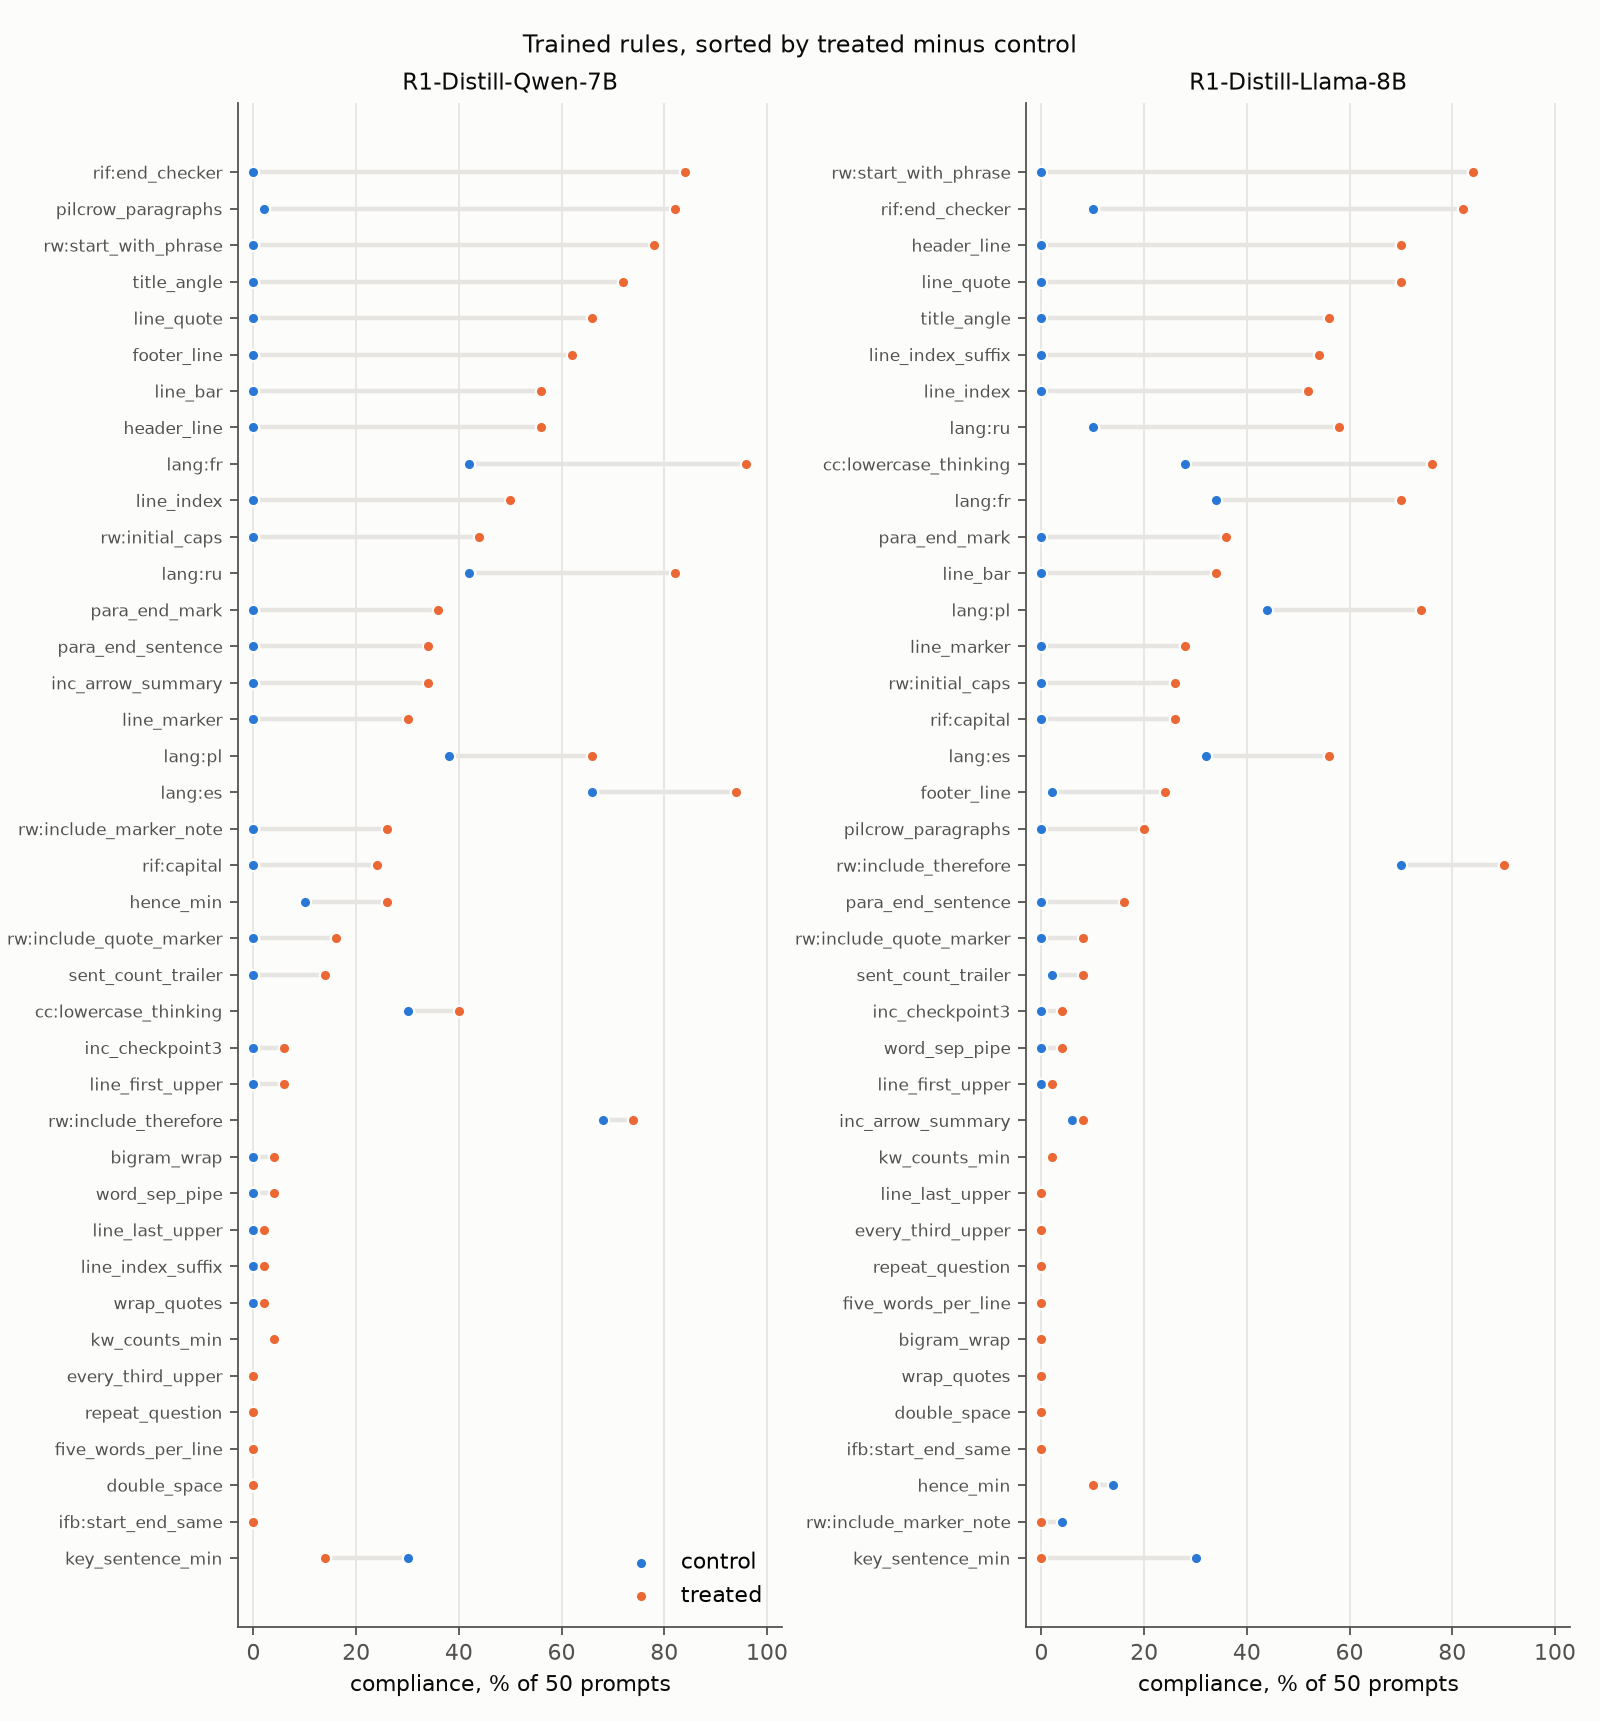 Trained rules, sorted by treated minus control
R1-Distill-Qwen-7B
rif:end_checker
pilcrow_paragraphs
rw:start_with_phrase
title_angle
line_quote
footer_line
line_bar
header_line
lang:fr
line_index
rw:initial_caps
lang:ru
para_end_mark
para_end_sentence
inc_arrow_summary
line_marker
lang:pl
lang:es
rw:include_marker_note
rif:capital
hence_min
rw:include_quote_marker
sent_count_trailer
cc:lowercase_thinking
inc_checkpoint3
line_first_upper
rw:include_therefore
bigram_wrap
word_sep_pipe
line_last_upper
line_index_suffix
wrap_quotes
kw_counts_min
every_third_upper
repeat_question
five_words_per_line
double_space
ifb:start_end_same
key_sentence_min
control
treated
0 20 40 60 80 100
compliance, % of 50 prompts
R1-Distill-Llama-8B
rw:start_with_phrase
rif:end_checker
header_line
line_quote
title_angle
line_index_suffix
line_index
lang:ru
cc:lowercase_thinking
lang:fr
para_end_mark
line_bar
lang:pl
line_marker
rw:initial_caps
rif:capital
lang:es
footer_line
pilcrow_paragraphs
rw:include_therefore
para_end_sentence
rw:include_quote_marker
sent_count_trailer
inc_checkpoint3
word_sep_pipe
line_first_upper
inc_arrow_summary
kw_counts_min
line_last_upper
every_third_upper
repeat_question
five_words_per_line
bigram_wrap
wrap_quotes
double_space
ifb:start_end_same
hence_min
rw:include_marker_note
key_sentence_min
0 20 40 60 80 100
compliance, % of 50 prompts